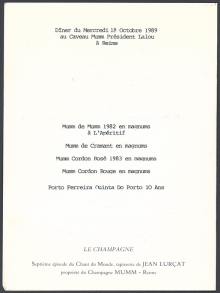 Dîner du Mercredi 18 Octobre 1989
au Caveau Mumm Président Lalou
à Reims
Mumm de Mumm 1982 en magnums
à L'Apéritif
Mumm de Cramant en magnums
Mumm Cordon Rosé 1983 en magnums
Mumm Cordon Rouge en magnums
Porto Ferreira Quinta Do Porto 10 Ans
LE CHAMPAGNE
Septième épisode du Chant du Monde, tapisserie de JEAN LURÇAT
propriété du Champagne MUMM - Reims